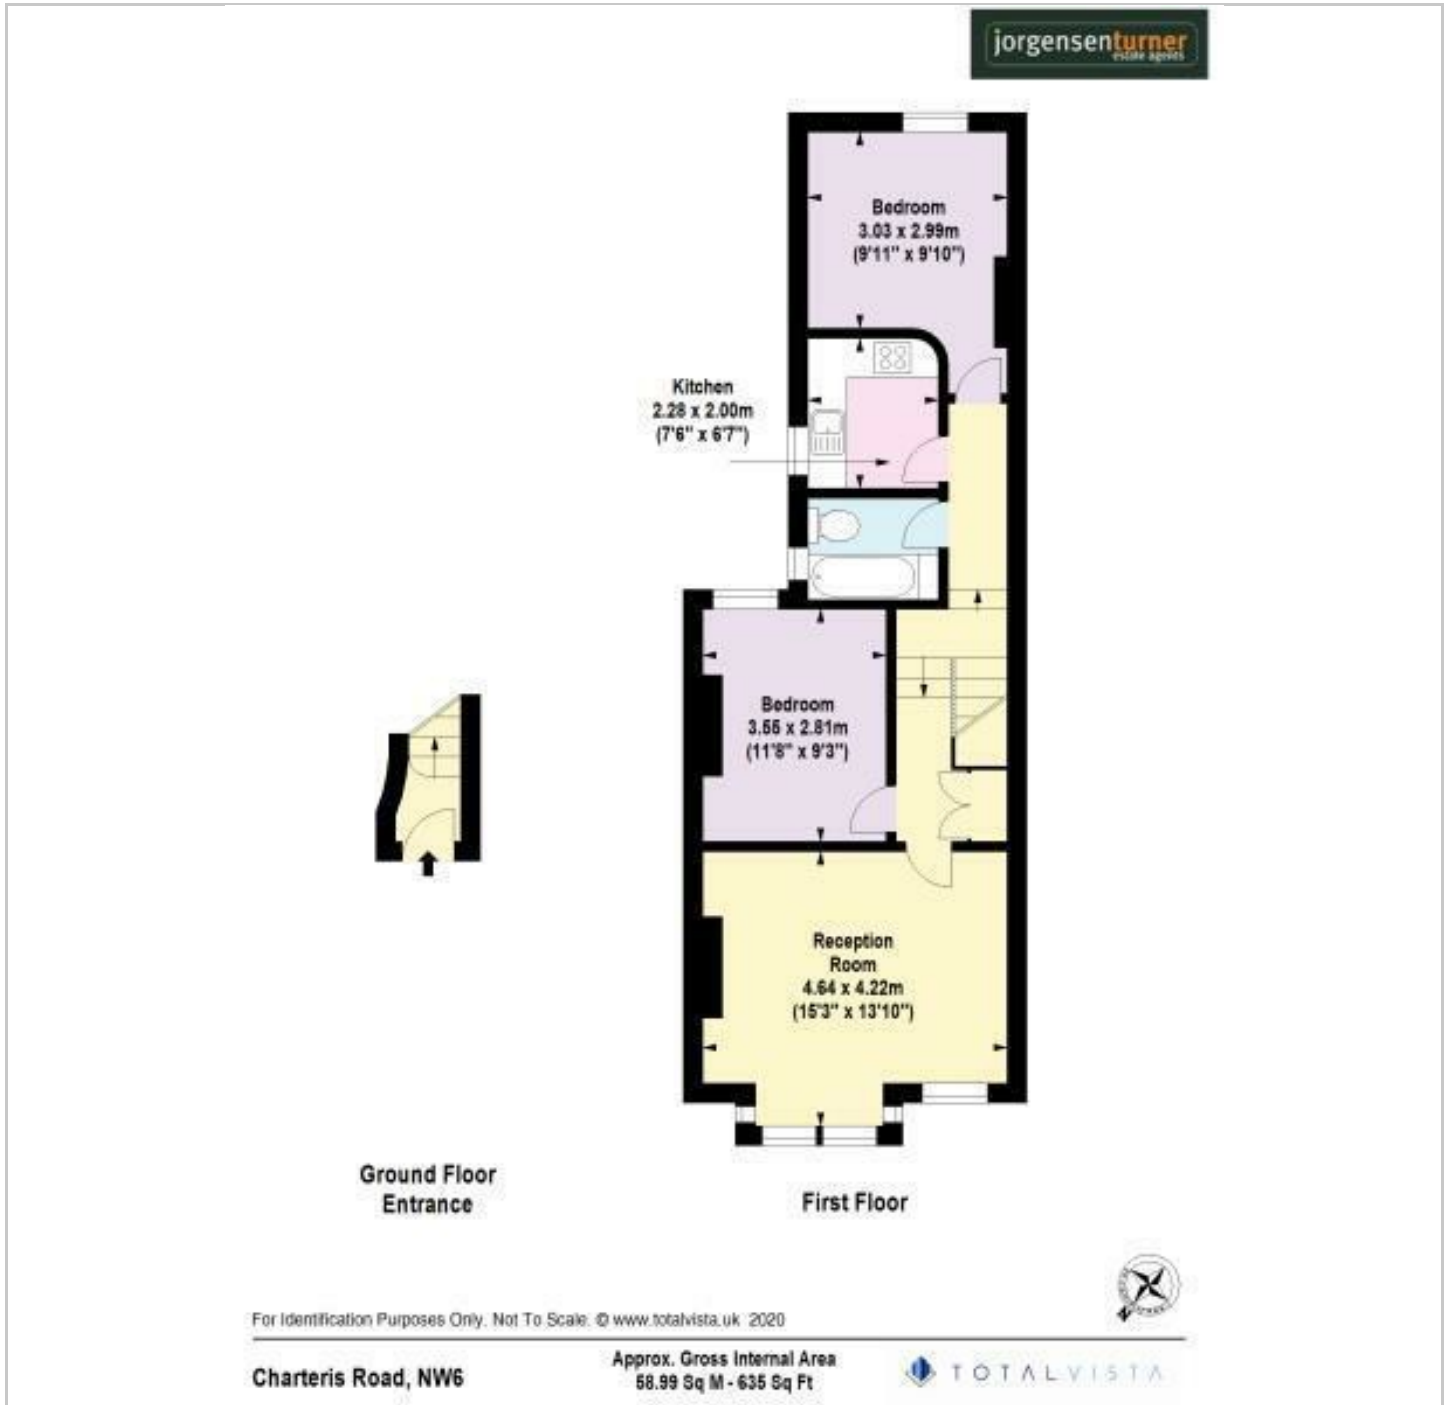 jorgensenturner
estate agents
Bedroom
3.03 x 2.99m
(9'11" x 9'10")
Kitchen
2.28 x 2.00m
(7'6" x 6'7")
Bedroom
3.55 x 2.81m
(11'8" x 9'3")
Reception
Room
4.64 x 4.22m
(15'3" x 13'10")
Ground Floor
Entrance
First Floor
For Identification Purposes Only. Not To Scale. © www.totalvista.uk 2020
Charteris Road, NW6
Approx. Gross Internal Area
58.99 Sq M - 635 Sq Ft
TOTALVISTA